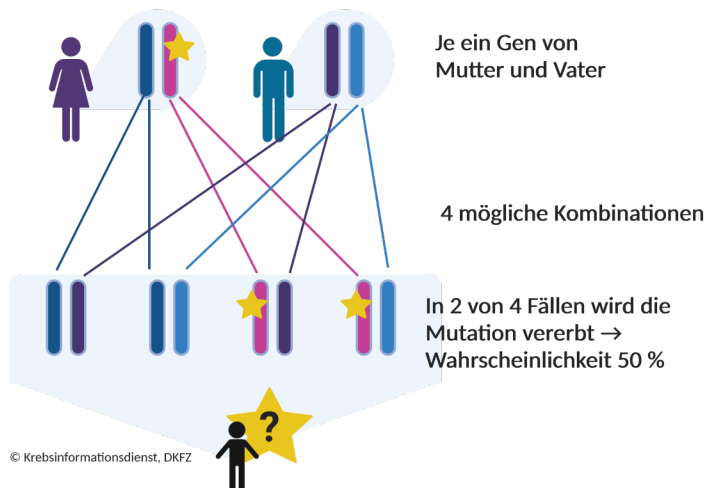 Je ein Gen von
Mutter und Vater
4 mögliche Kombinationen
In 2 von 4 Fällen wird die
Mutation vererbt →
Wahrscheinlichkeit 50 %
?
© Krebsinformationsdienst, DKFZ